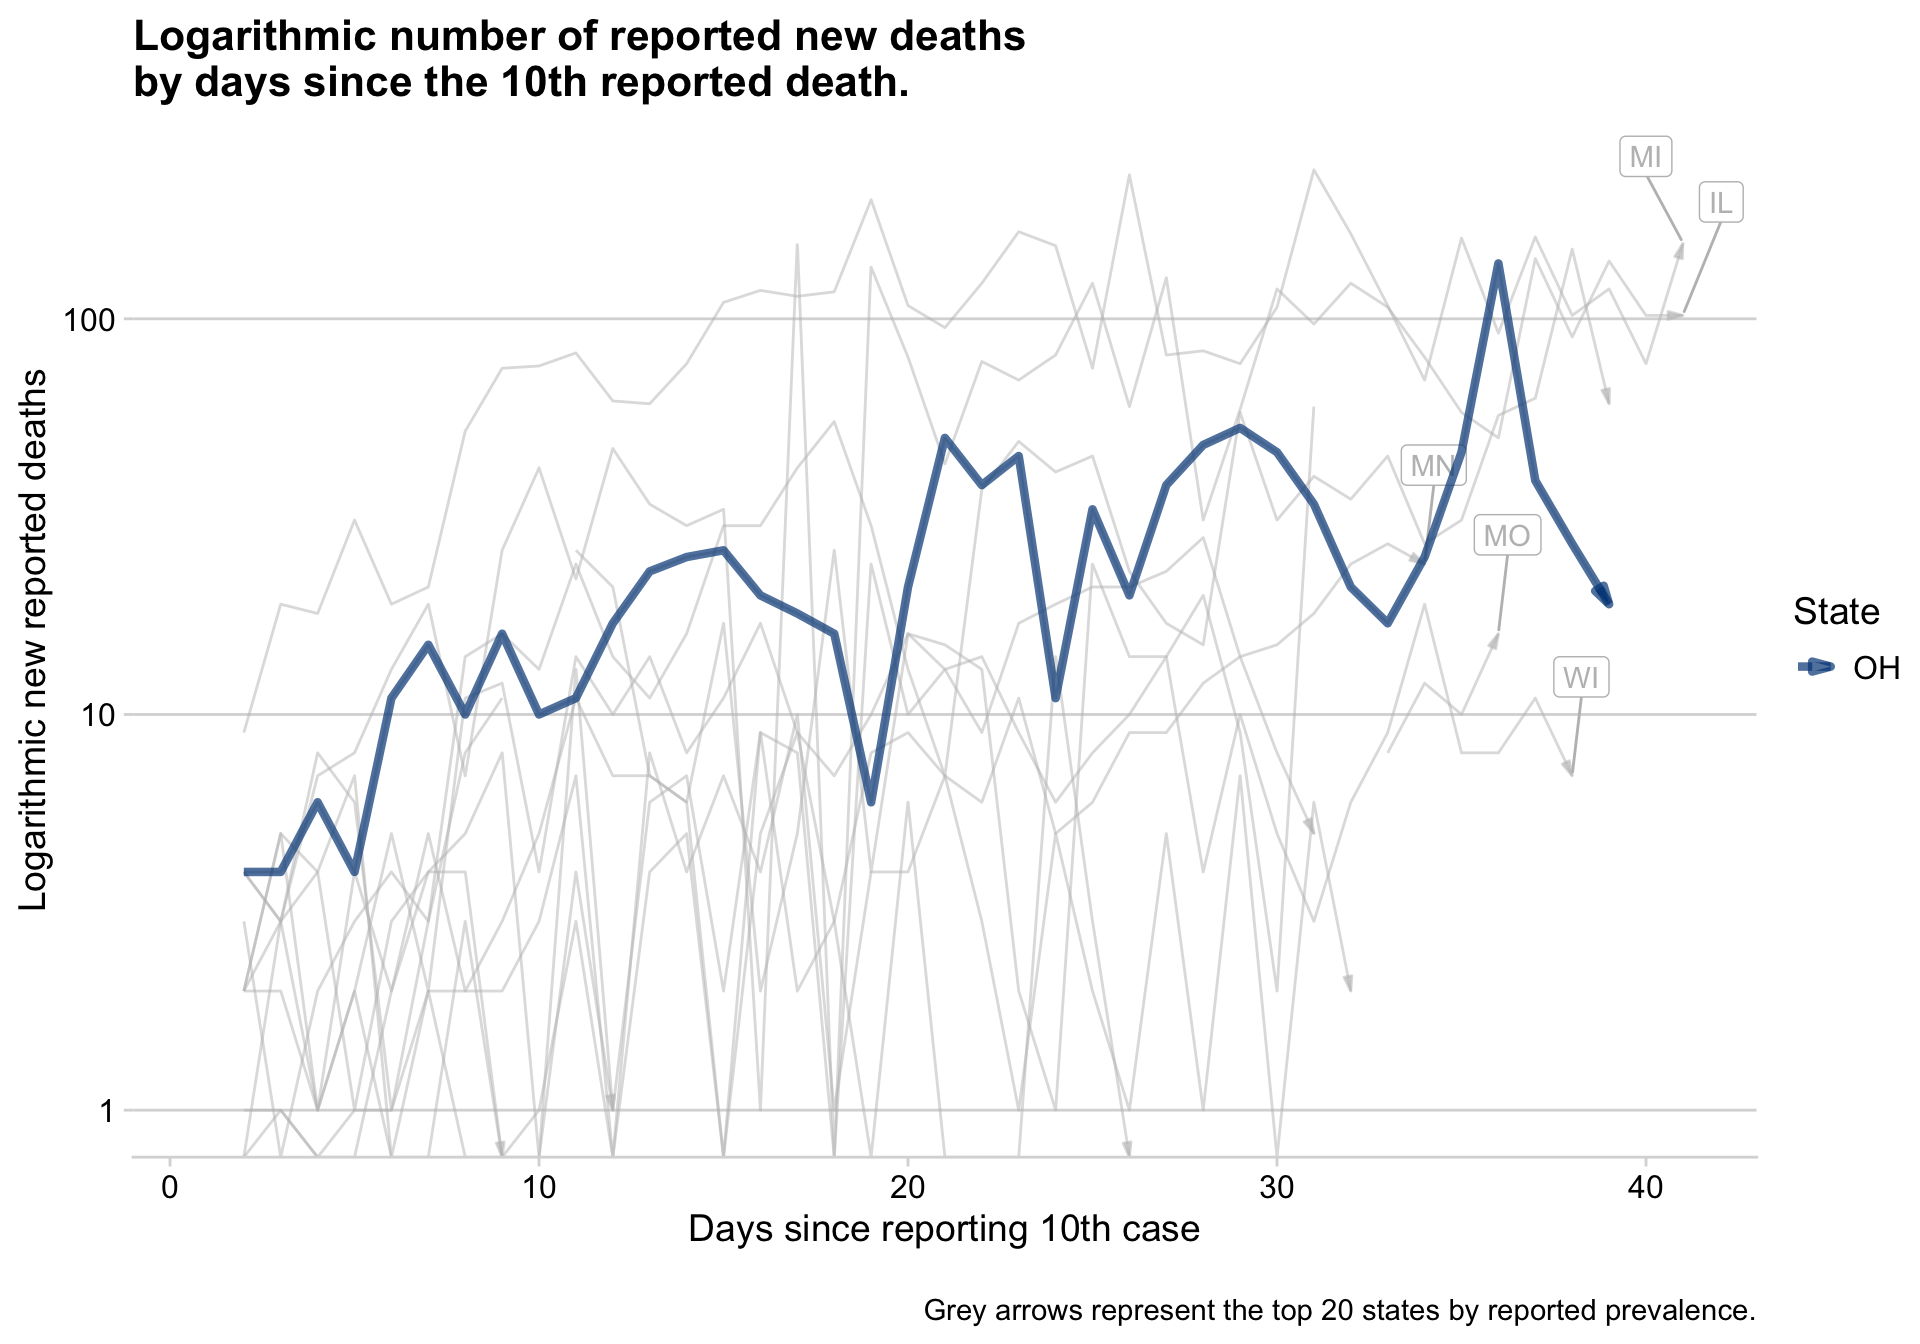 Logarithmic number of reported new deaths
by days since the 10th reported death.
MI
IL
100
MN
MO
WI
10
1
Logarithmic new reported deaths
State
OH
0 10 20 30 40
Days since reporting 10th case
Grey arrows represent the top 20 states by reported prevalence.